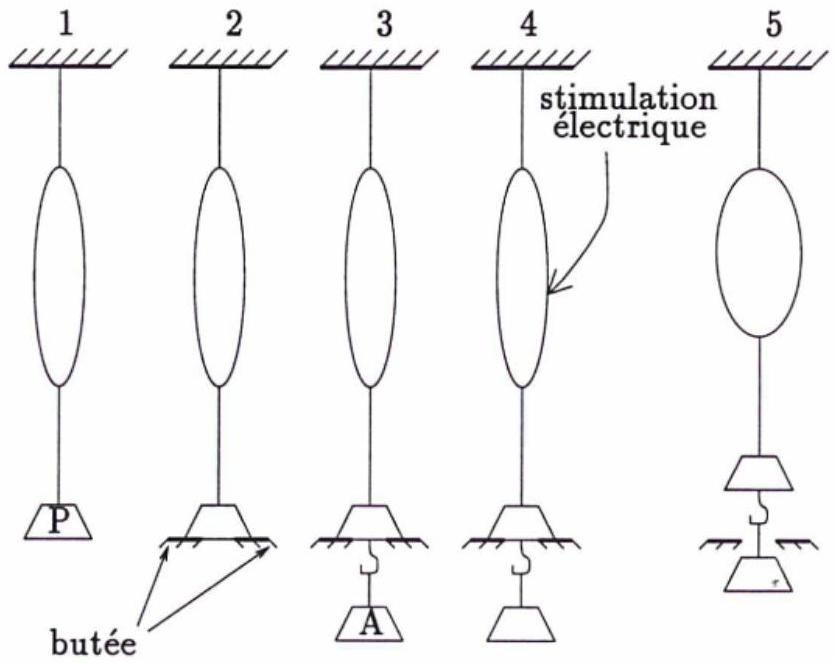 1 2 3 4 5
stimulation
électrique
P
A
butée